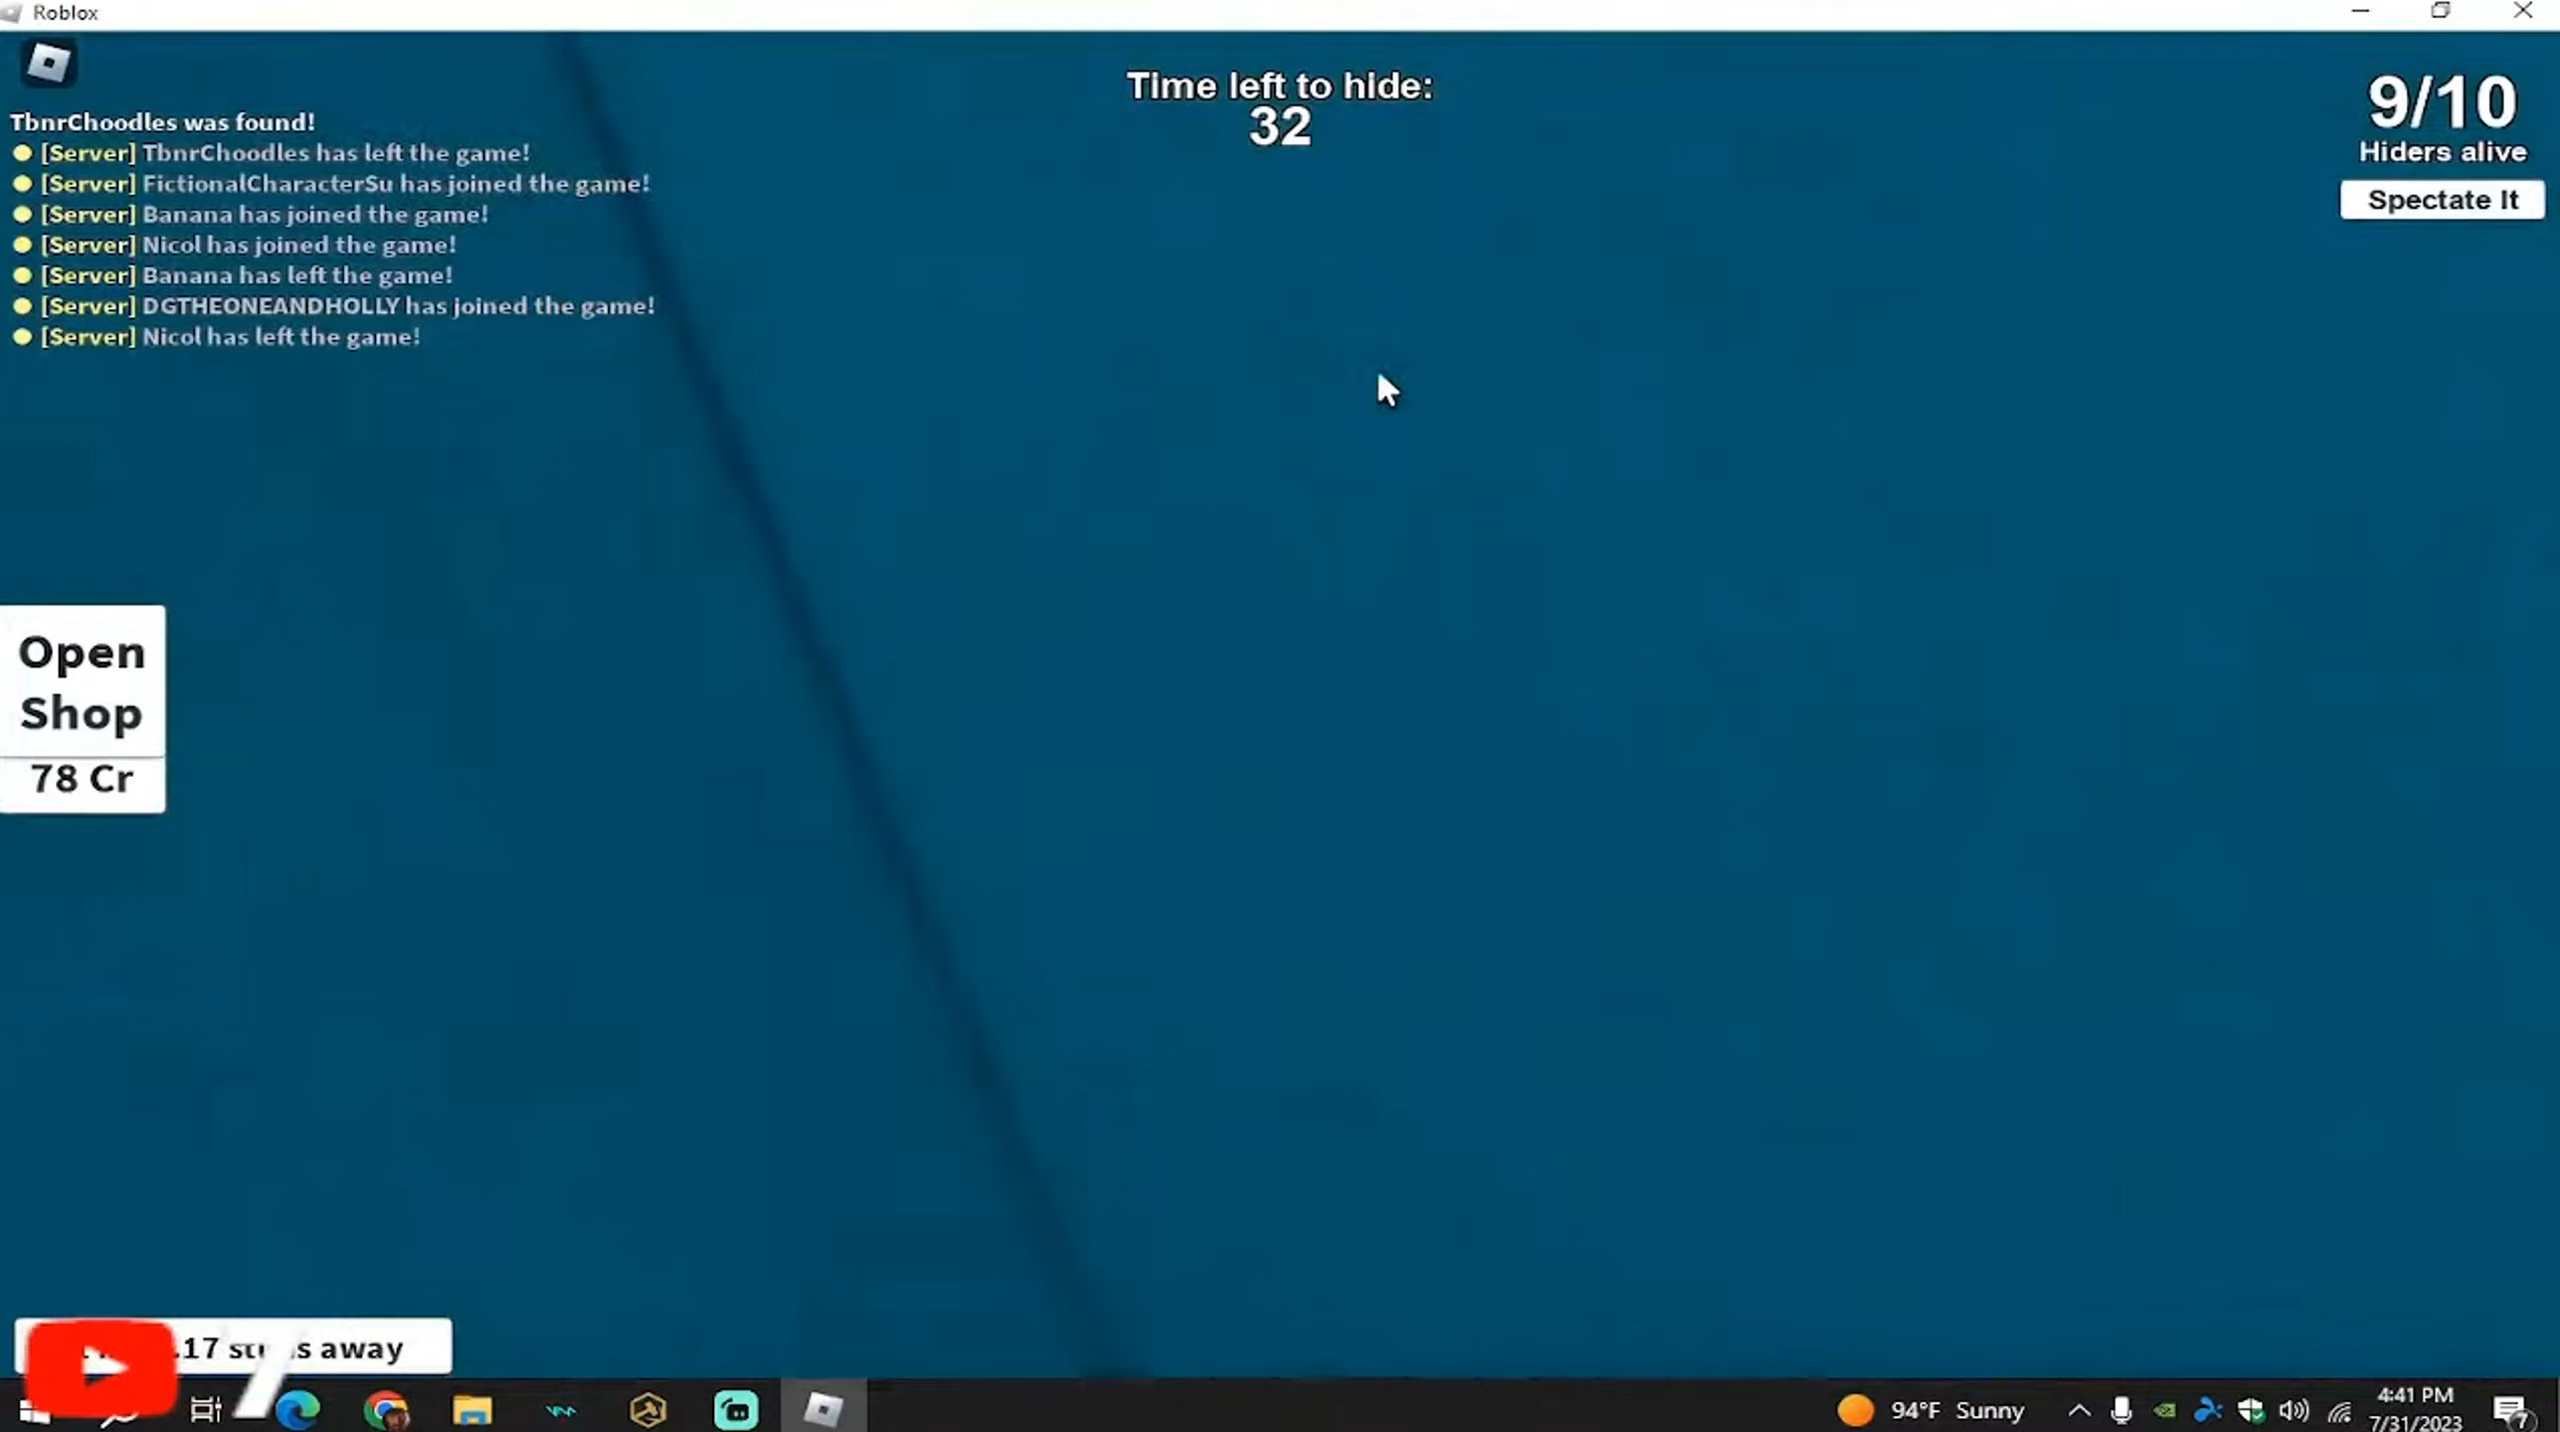 Roblox
Time left to hide:
32
9/10
Hiders alive
Spectate It
TbnrChoodles was found!
[Server] TbnrChoodles has left the game!
[Server] FictionalCharacterSu has joined the game!
[Server] Banana has joined the game!
[Server] Nicol has joined the game!
[Server] Banana has left the game!
[Server] DGTHEONEANDHOLLY has joined the game!
[Server] Nicol has left the game!
Open
Shop
78 Cr
.17 away
94°F Sunny
4:41 PM
7/31/2023
7